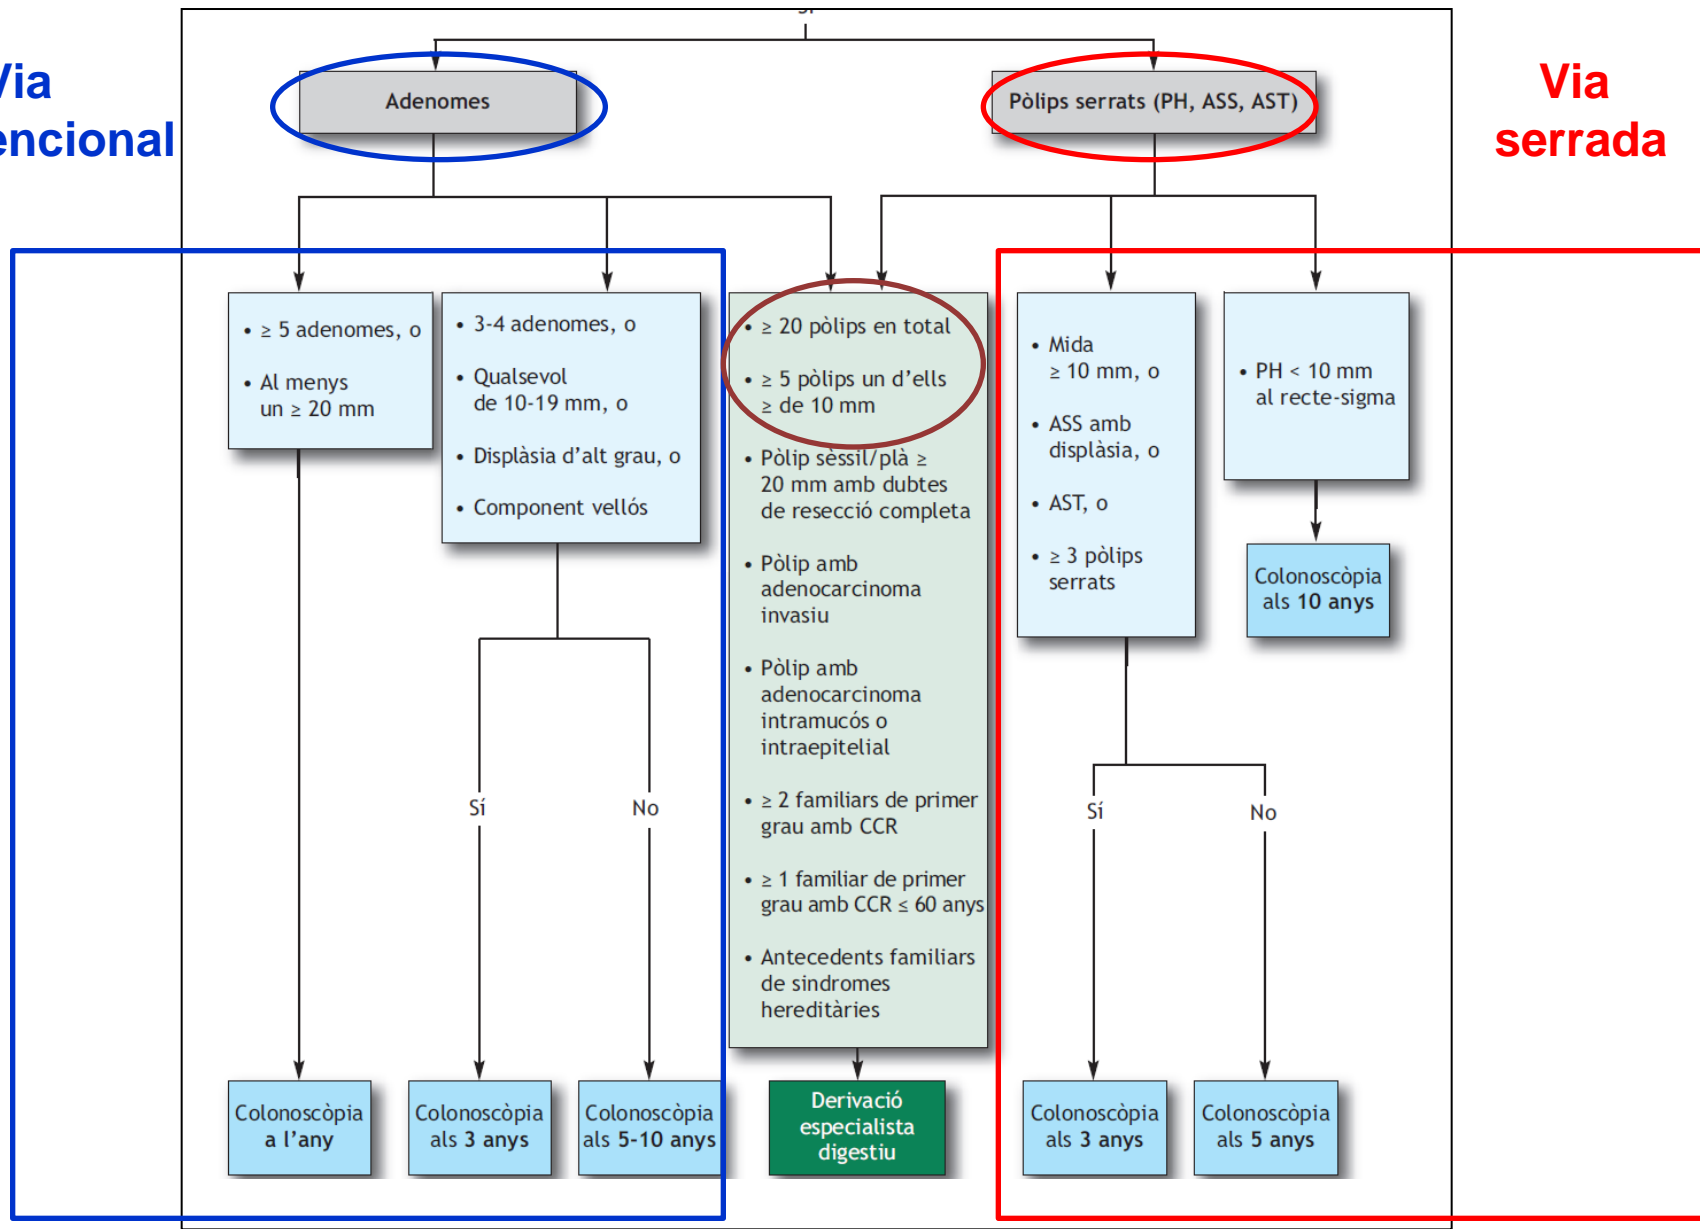 Via
encional
Adenomes
Pòlips serrats (PH, ASS, AST)
Via
serrada
• ≥ 5 adenomes, o
• Al menys
un ≥ 20 mm
• 3-4 adenomes, o
• Qualsevol
de 10-19 mm, o
• Displàsia d'alt grau, o
• Component vellós
• ≥ 20 pòlips en total
• ≥ 5 pòlips un d'ells
≥ de 10 mm
• Pòlip sèssil/plà ≥
20 mm amb dubtes
de resecció completa
• Pòlip amb
adenocarcinoma
invasiu
• Pòlip amb
adenocarcinoma
intramucós o
intraepitelial
• ≥ 2 familiars de primer
grau amb CCR
• ≥ 1 familiar de primer
grau amb CCR ≤ 60 anys
• Antecedents familiars
de sindromes
hereditàries
• Mida
≥ 10 mm, o
• ASS amb
displàsia, o
• AST, o
• ≥ 3 pòlips
serrats
• PH < 10 mm
al recte-sigma
Colonoscòpia
als 10 anys
Sí
No
Sí
No
Colonoscòpia
a l'any
Colonoscòpia
als 3 anys
Colonoscòpia
als 5-10 anys
Derivació
especialista
digestiu
Colonoscòpia
als 3 anys
Colonoscòpia
als 5 anys